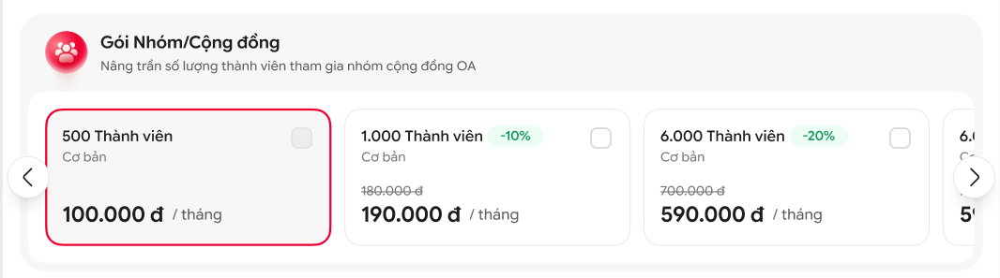 Gói Nhóm/Cộng đồng
Nâng trần số lượng thành viên tham gia nhóm cộng đồng OA
500 Thành viên
Cơ bản
100.000 đ / tháng
1.000 Thành viên -10%
Cơ bản
180.000 đ
190.000 đ / tháng
6.000 Thành viên -20%
Cơ bản
700.000 đ
590.000 đ / tháng